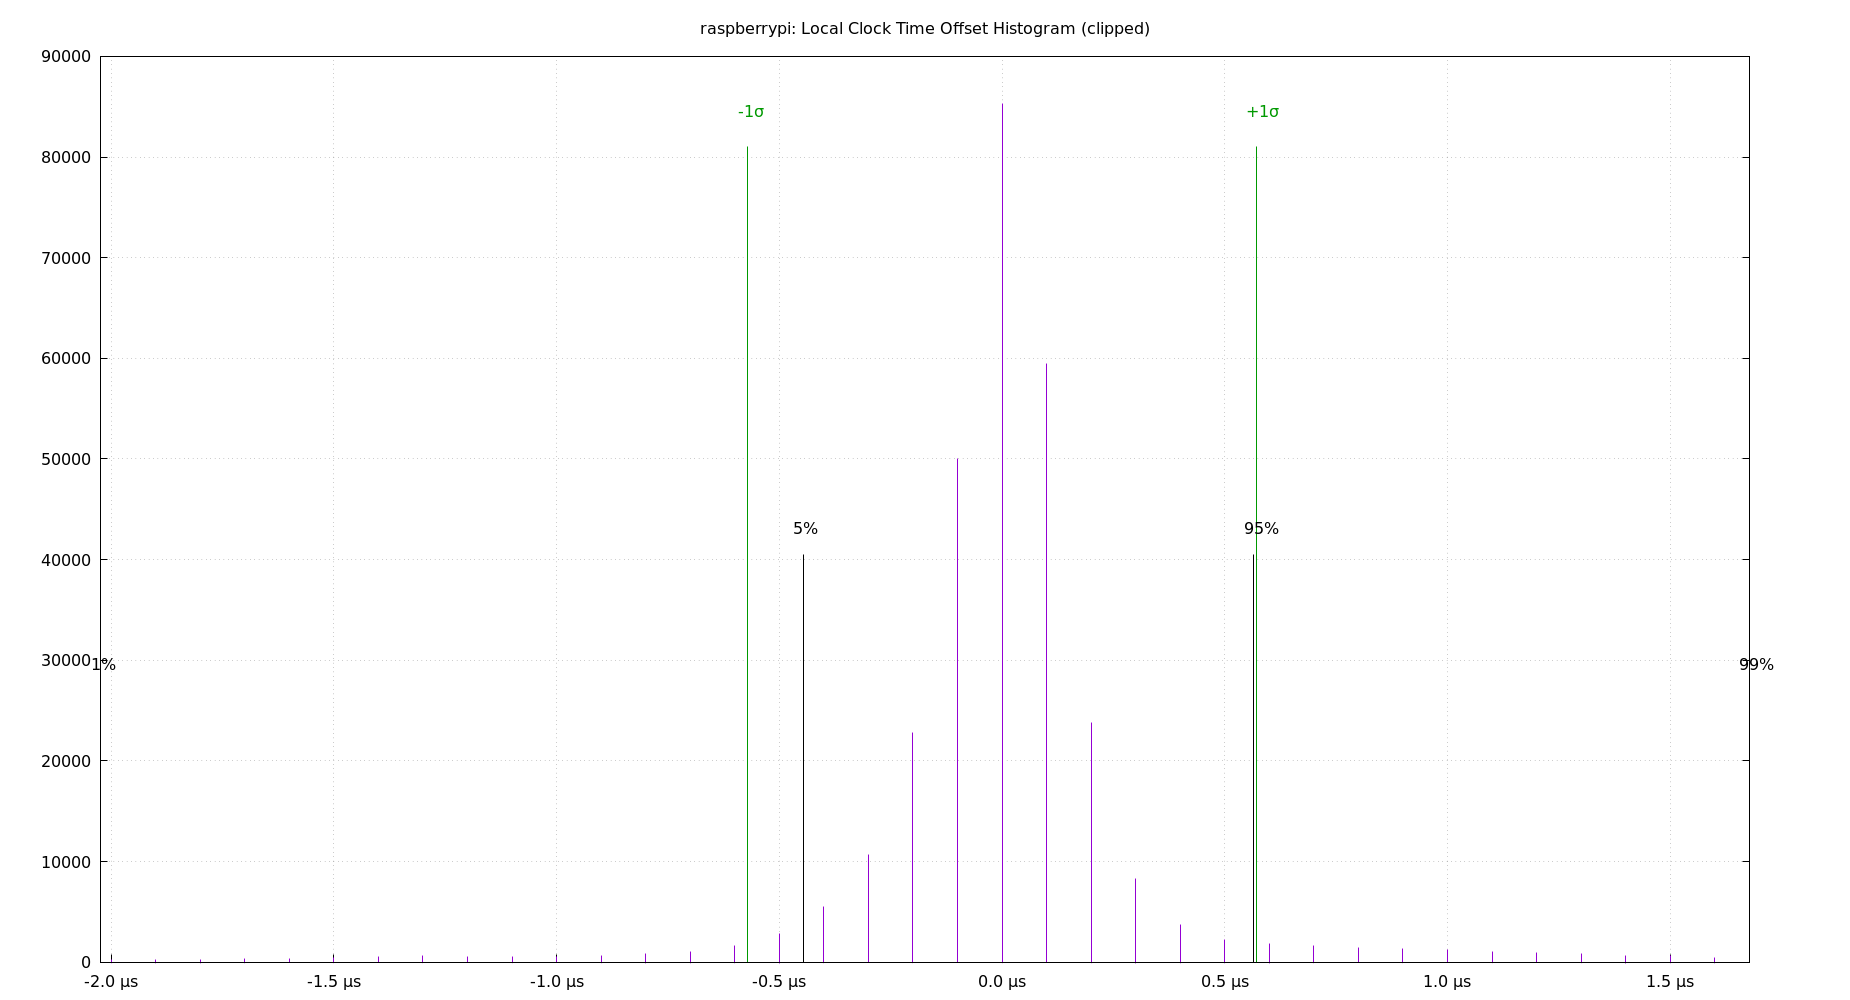 raspberrypi: Local Clock Time Offset Histogram (clipped)
90000
-1σ +1σ
80000
70000
60000
50000
5% 95%
40000
30000 1% 99%
20000
10000
0
-2.0 µs -1.5 µs -1.0 µs -0.5 µs 0.0 µs 0.5 µs 1.0 µs 1.5 µs